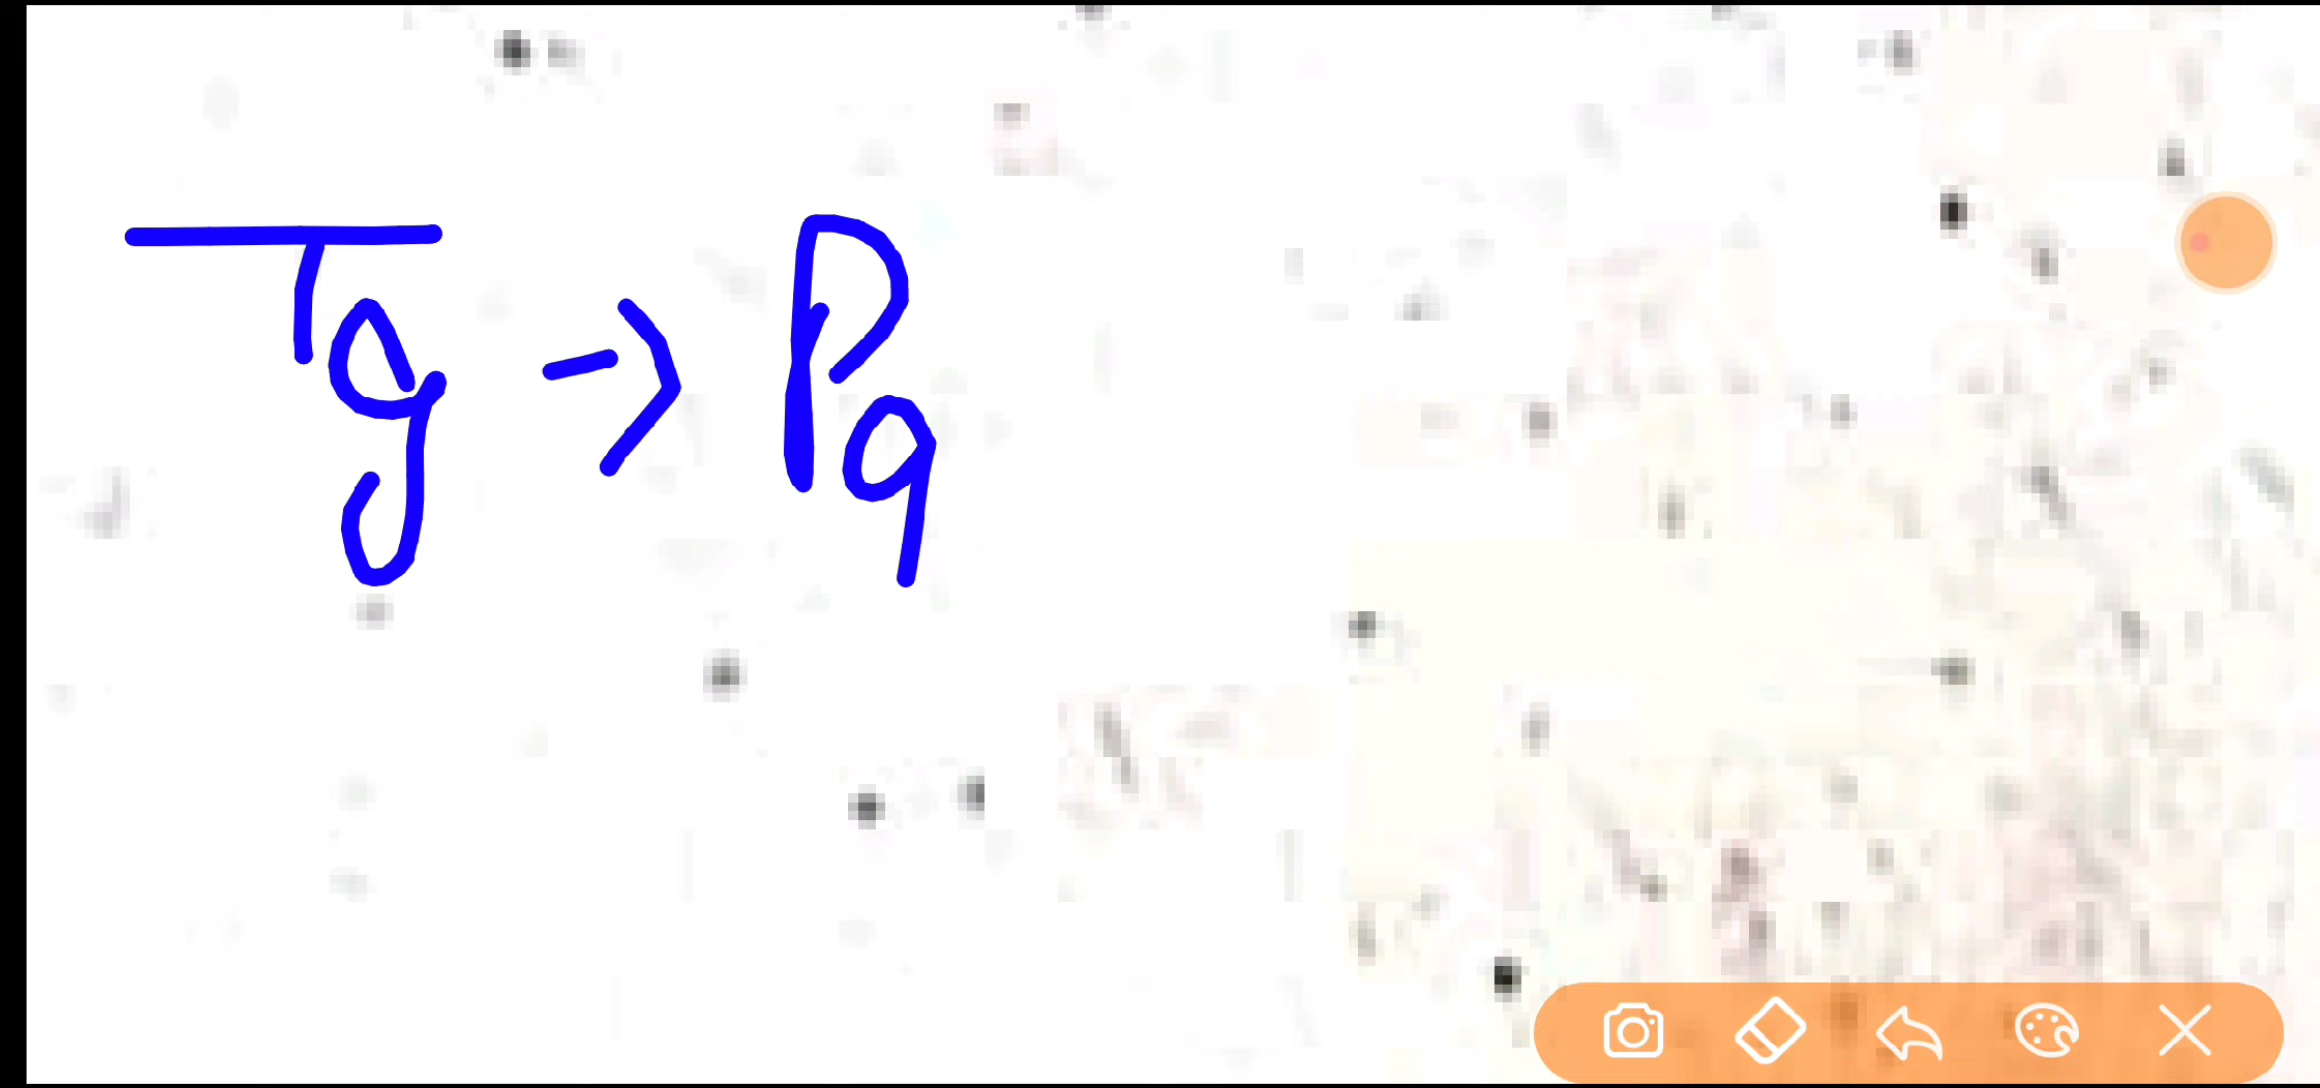 Tg → Pq